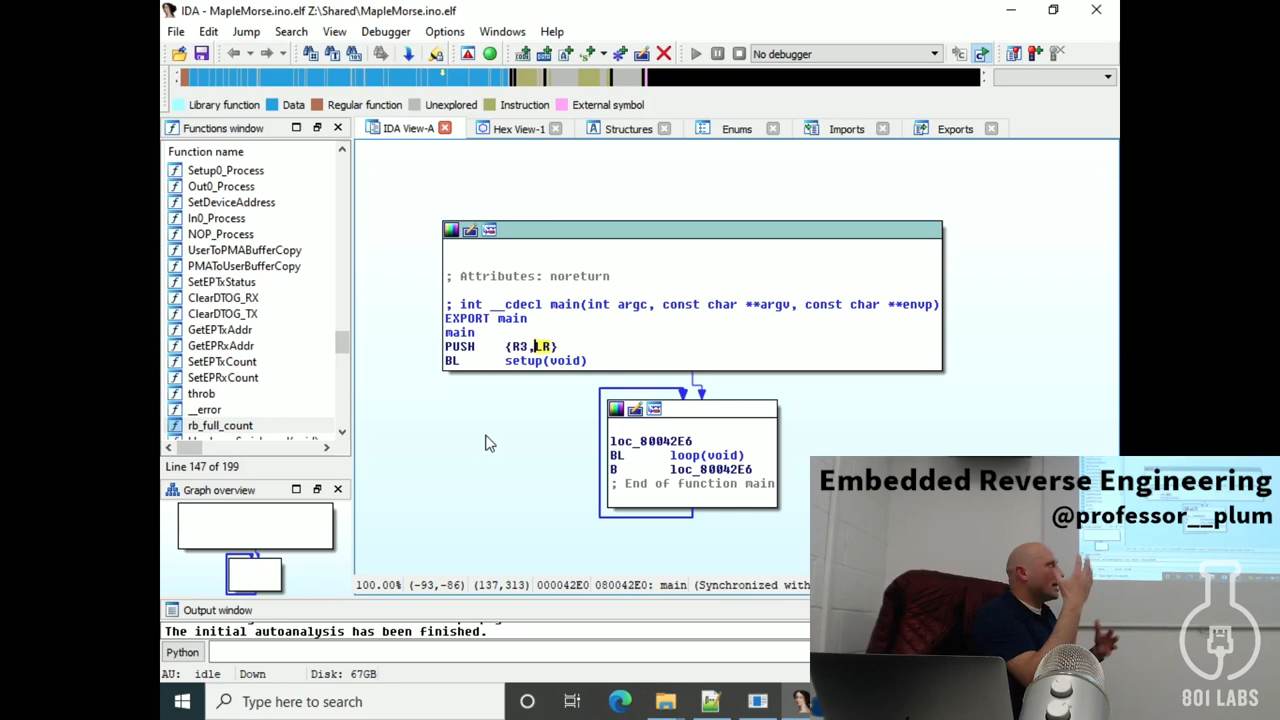 IDA - MapleMorse.ino.elf Z:\Shared\MapleMorse.ino.elf
File Edit Jump Search View Debugger Options Windows Help
No debugger
Library function Data Regular function Unexplored Instruction External symbol
Functions window
IDA View-A Hex View-1 Structures Enums Imports Exports
Function name
Setup0_Process
Out0_Process
SetDeviceAddress
In0_Process
NOP_Process
UserToPMABufferCopy
PMAToUserBufferCopy
SetEPTxStatus
ClearDTOG_RX
ClearDTOG_TX
GetEPTxAddr
GetEPRxAddr
SetEPTxCount
SetEPRxCount
throb
__error
rb_full_count
Line 147 of 199
Graph overview
; Attributes: noreturn
; int __cdecl main(int argc, const char **argv, const char **envp)
EXPORT main
main
PUSH {R3,LR}
BL setup(void)
loc_80042E6
BL loop(void)
B loc_80042E6
; End of function main
100.00% (-93,-86) (137,313) 000042E0 080042E0: main (Synchronized with
Output window
The initial autoanalysis has been finished.
Python
AU: idle Down Disk: 67GB
Type here to search
Embedded Reverse Engineering
@professor__plum
801 LABS